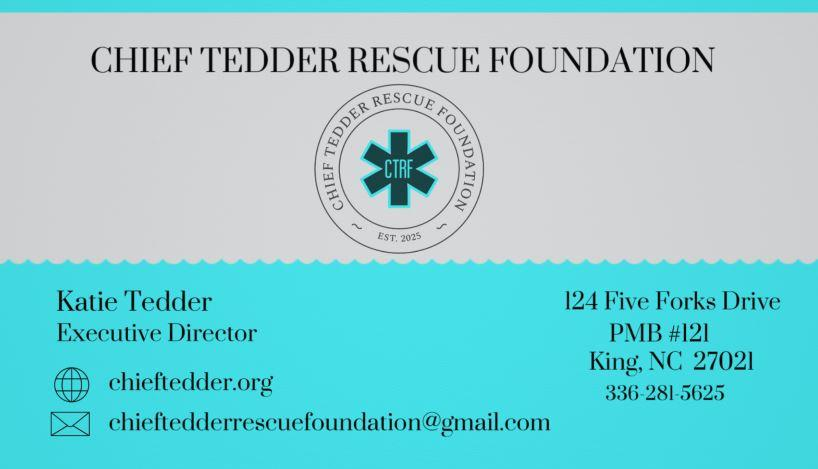 CHIEF TEDDER RESCUE FOUNDATION
CHIEF TEDDER RESCUE FOUNDATION
CTRF
EST. 2025
Katie Tedder
Executive Director
chieftedder.org
chieftedderrescuefoundation@gmail.com
124 Five Forks Drive
PMB #121
King, NC 27021
336-281-5625